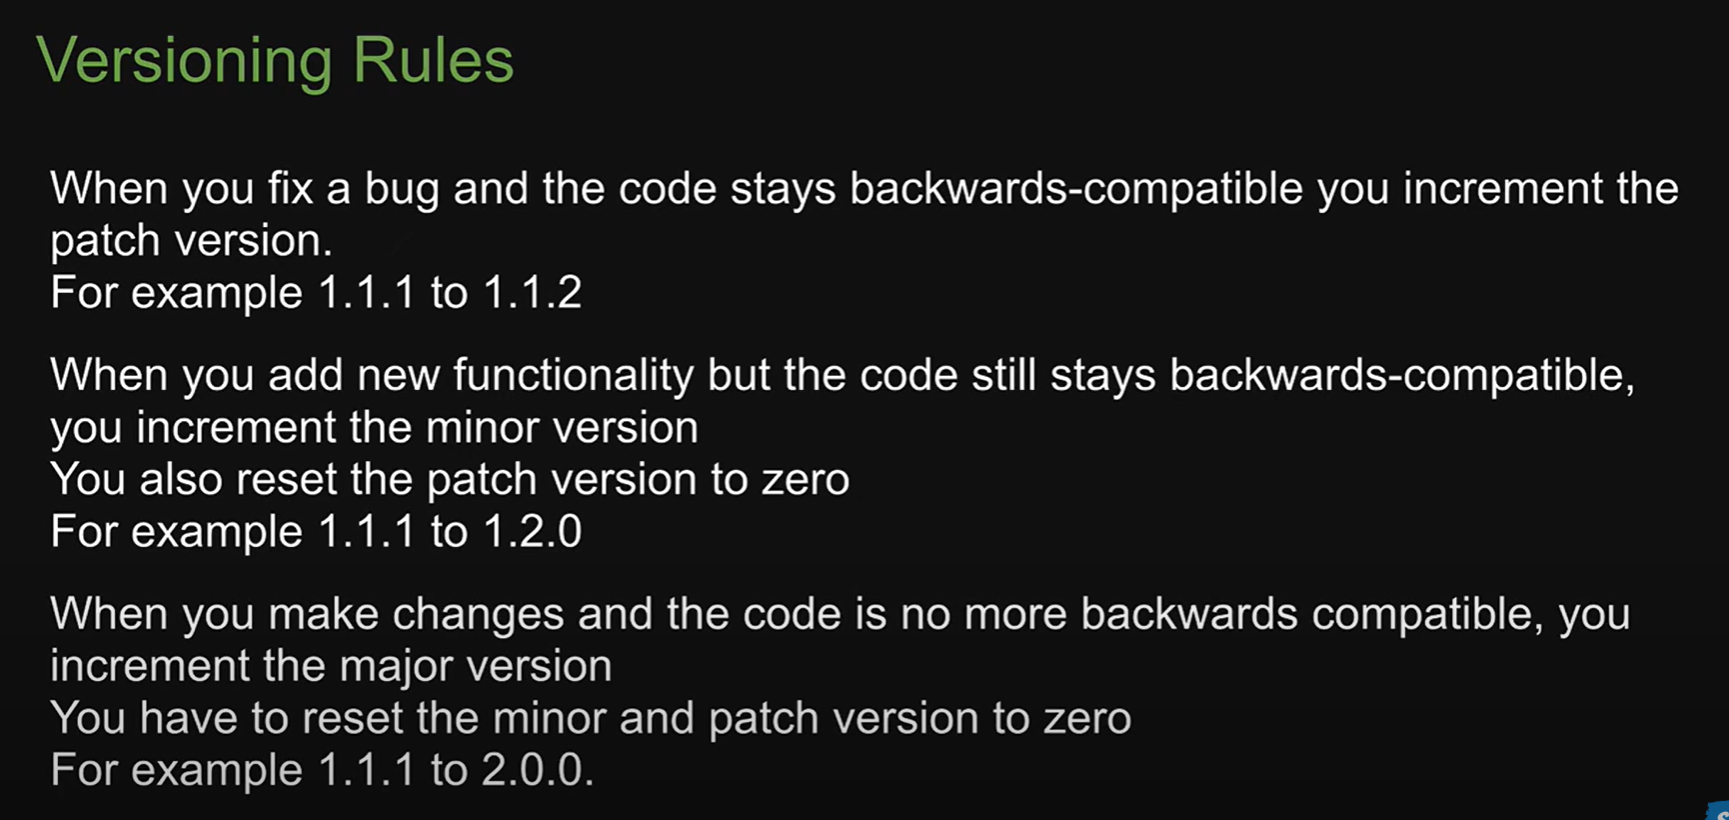 Versioning Rules
When you fix a bug and the code stays backwards-compatible you increment the
patch version.
For example 1.1.1 to 1.1.2
When you add new functionality but the code still stays backwards-compatible,
you increment the minor version
You also reset the patch version to zero
For example 1.1.1 to 1.2.0
When you make changes and the code is no more backwards compatible, you
increment the major version
You have to reset the minor and patch version to zero
For example 1.1.1 to 2.0.0.